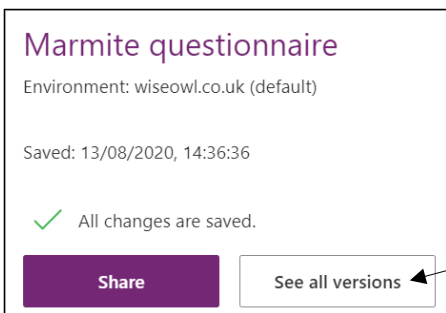 Marmite questionnaire
Environment: wiseowl.co.uk (default)
Saved: 13/08/2020, 14:36:36
All changes are saved.
Share See all versions